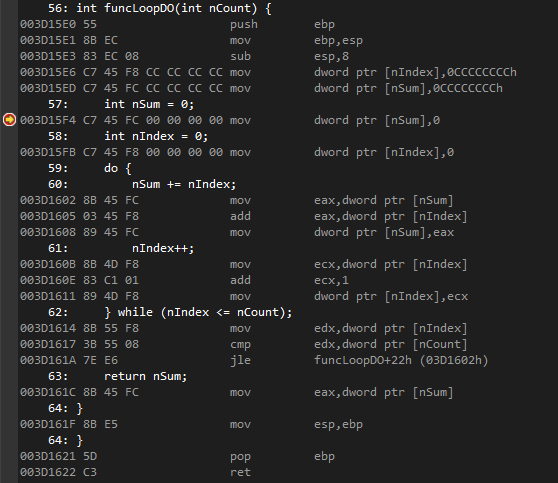 56: int funcLoopDO(int nCount) {
003D15E0 55 push ebp
003D15E1 8B EC mov ebp,esp
003D15E3 83 EC 08 sub esp,8
003D15E6 C7 45 F8 CC CC CC CC mov dword ptr [nIndex],0CCCCCCCCh
003D15ED C7 45 FC CC CC CC CC mov dword ptr [nSum],0CCCCCCCCh
57: int nSum = 0;
003D15F4 C7 45 FC 00 00 00 00 mov dword ptr [nSum],0
58: int nIndex = 0;
003D15FB C7 45 F8 00 00 00 00 mov dword ptr [nIndex],0
59: do {
60: nSum += nIndex;
003D1602 8B 45 FC mov eax,dword ptr [nSum]
003D1605 03 45 F8 add eax,dword ptr [nIndex]
003D1608 89 45 FC mov dword ptr [nSum],eax
61: nIndex++;
003D160B 8B 4D F8 mov ecx,dword ptr [nIndex]
003D160E 83 C1 01 add ecx,1
003D1611 89 4D F8 mov dword ptr [nIndex],ecx
62: } while (nIndex <= nCount);
003D1614 8B 55 F8 mov edx,dword ptr [nIndex]
003D1617 3B 55 08 cmp edx,dword ptr [nCount]
003D161A 7E E6 jle funcLoopDO+22h (03D1602h)
63: return nSum;
003D161C 8B 45 FC mov eax,dword ptr [nSum]
64: }
003D161F 8B E5 mov esp,ebp
64: }
003D1621 5D pop ebp
003D1622 C3 ret